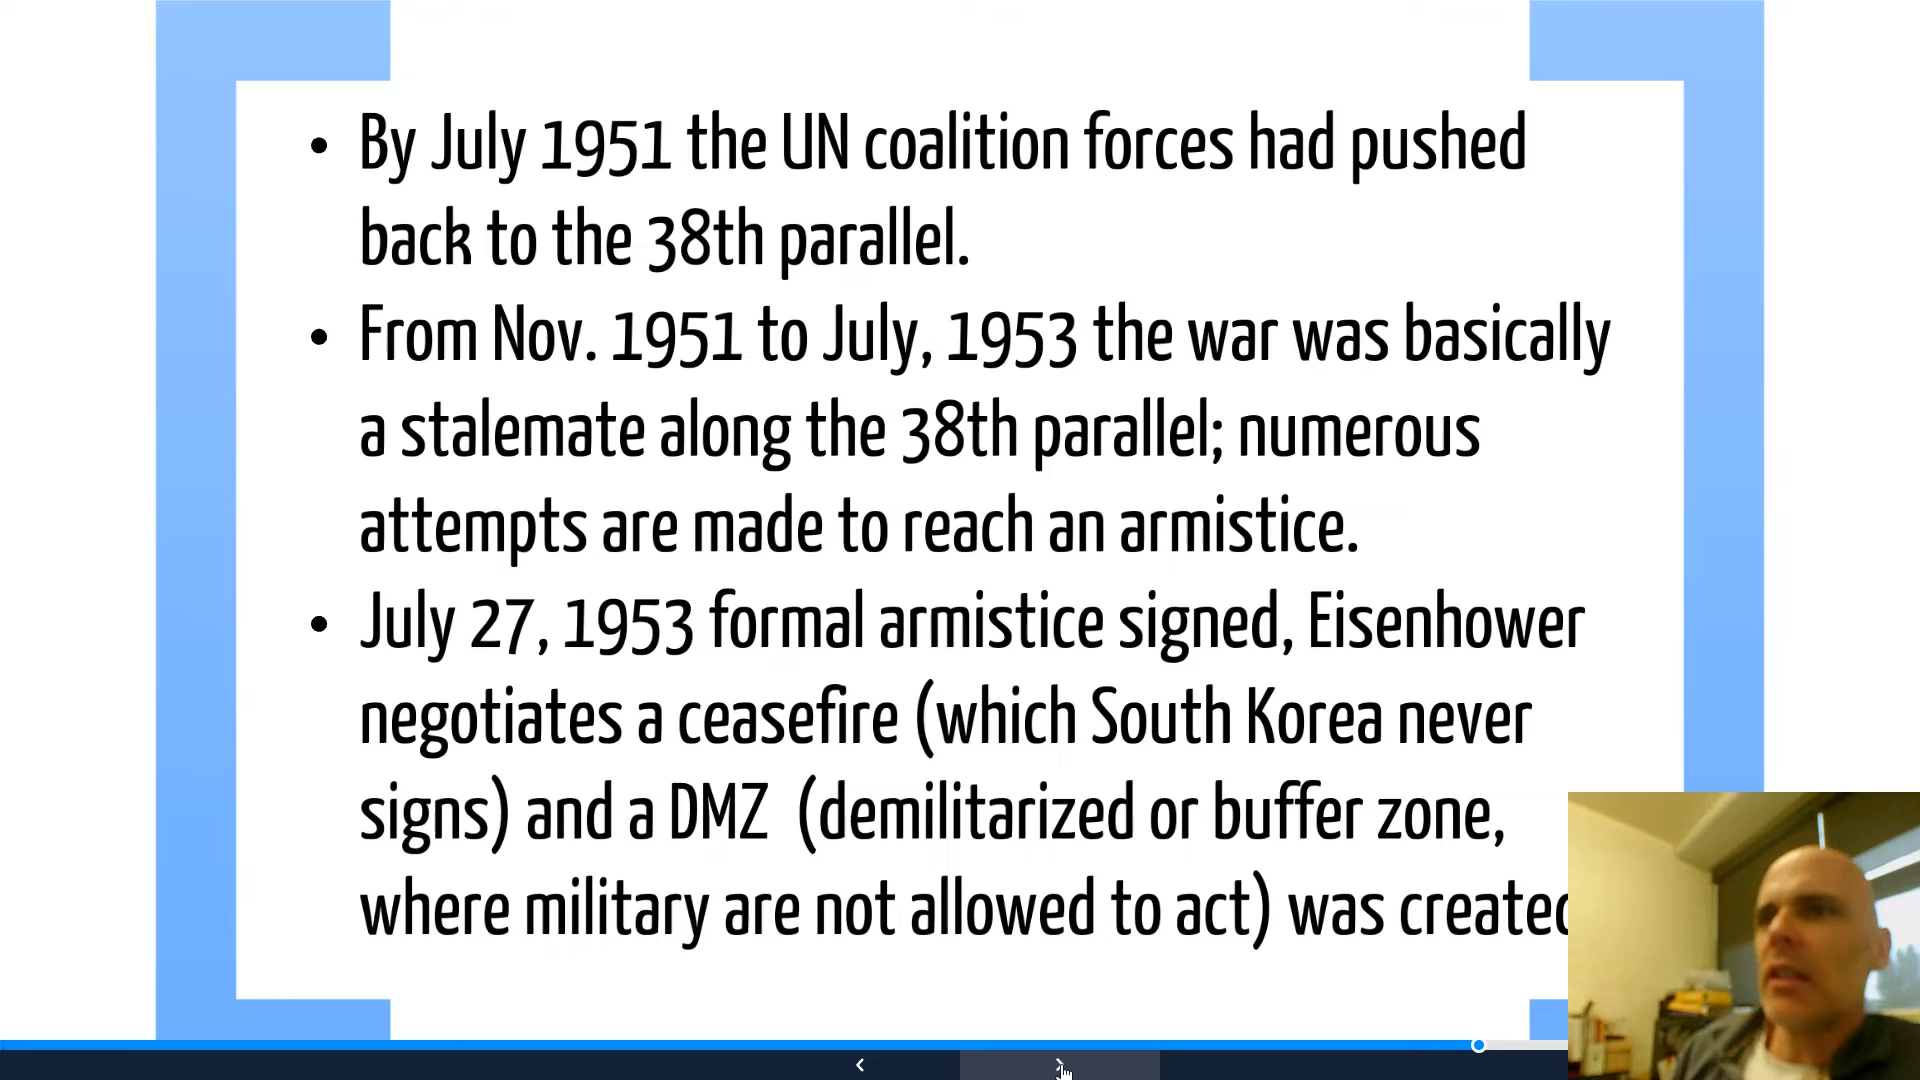 • By July 1951 the UN coalition forces had pushed
back to the 38th parallel.
• From Nov. 1951 to July, 1953 the war was basically
a stalemate along the 38th parallel; numerous
attempts are made to reach an armistice.
• July 27, 1953 formal armistice signed, Eisenhower
negotiates a ceasefire (which South Korea never
signs) and a DMZ (demilitarized or buffer zone,
where military are not allowed to act) was created